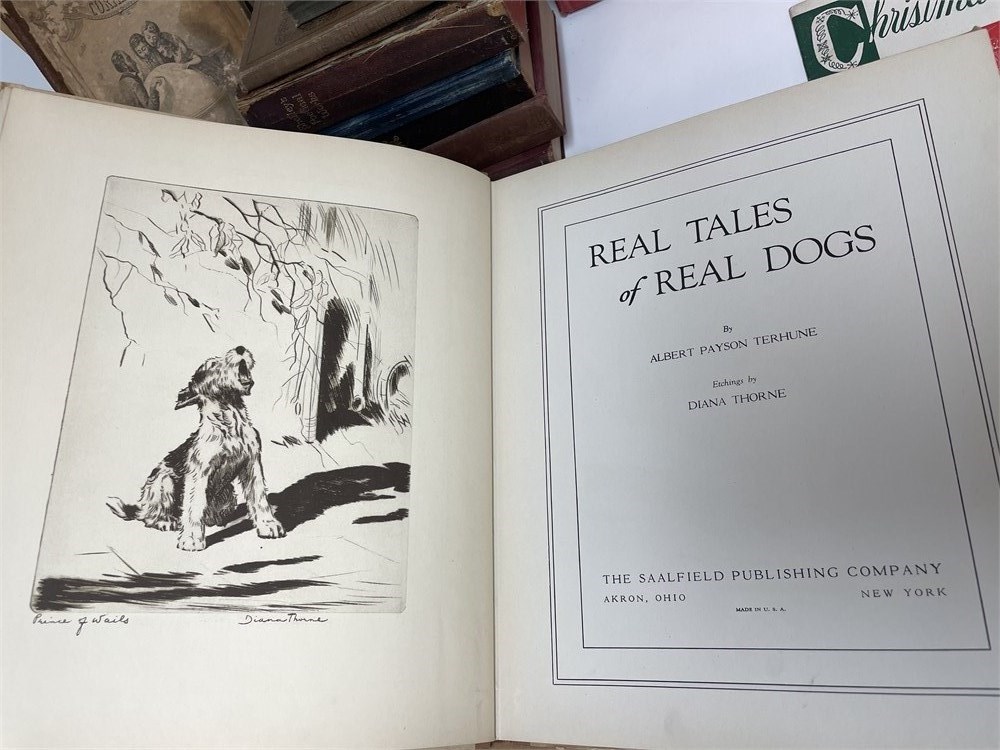 Christma
Prince of Wails
Diana Thorne
REAL TALES
of REAL DOGS
By
ALBERT PAYSON TERHUNE
Etchings by
DIANA THORNE
THE SAALFIELD PUBLISHING COMPANY
AKRON, OHIO
NEW YORK
MADE IN U. S. A.